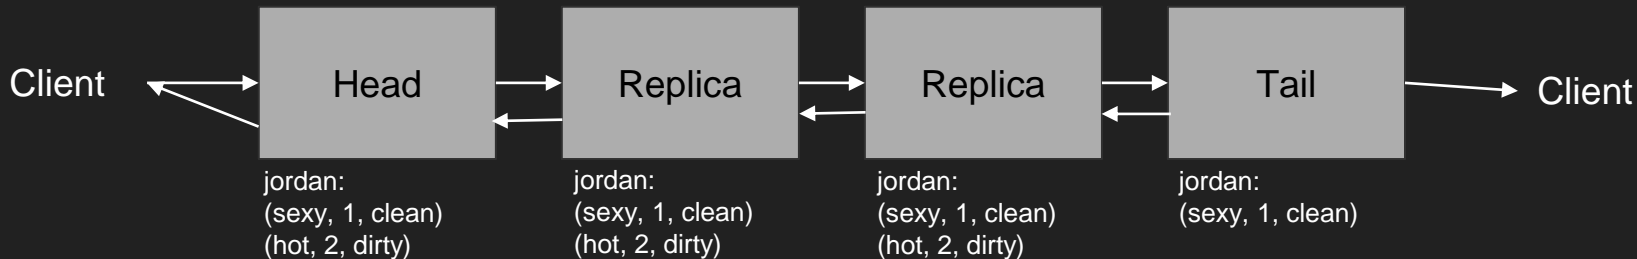 Client
Head
Replica
Replica
Tail
Client
jordan:
(sexy, 1, clean)
(hot, 2, dirty)
jordan:
(sexy, 1, clean)
(hot, 2, dirty)
jordan:
(sexy, 1, clean)
(hot, 2, dirty)
jordan:
(sexy, 1, clean)